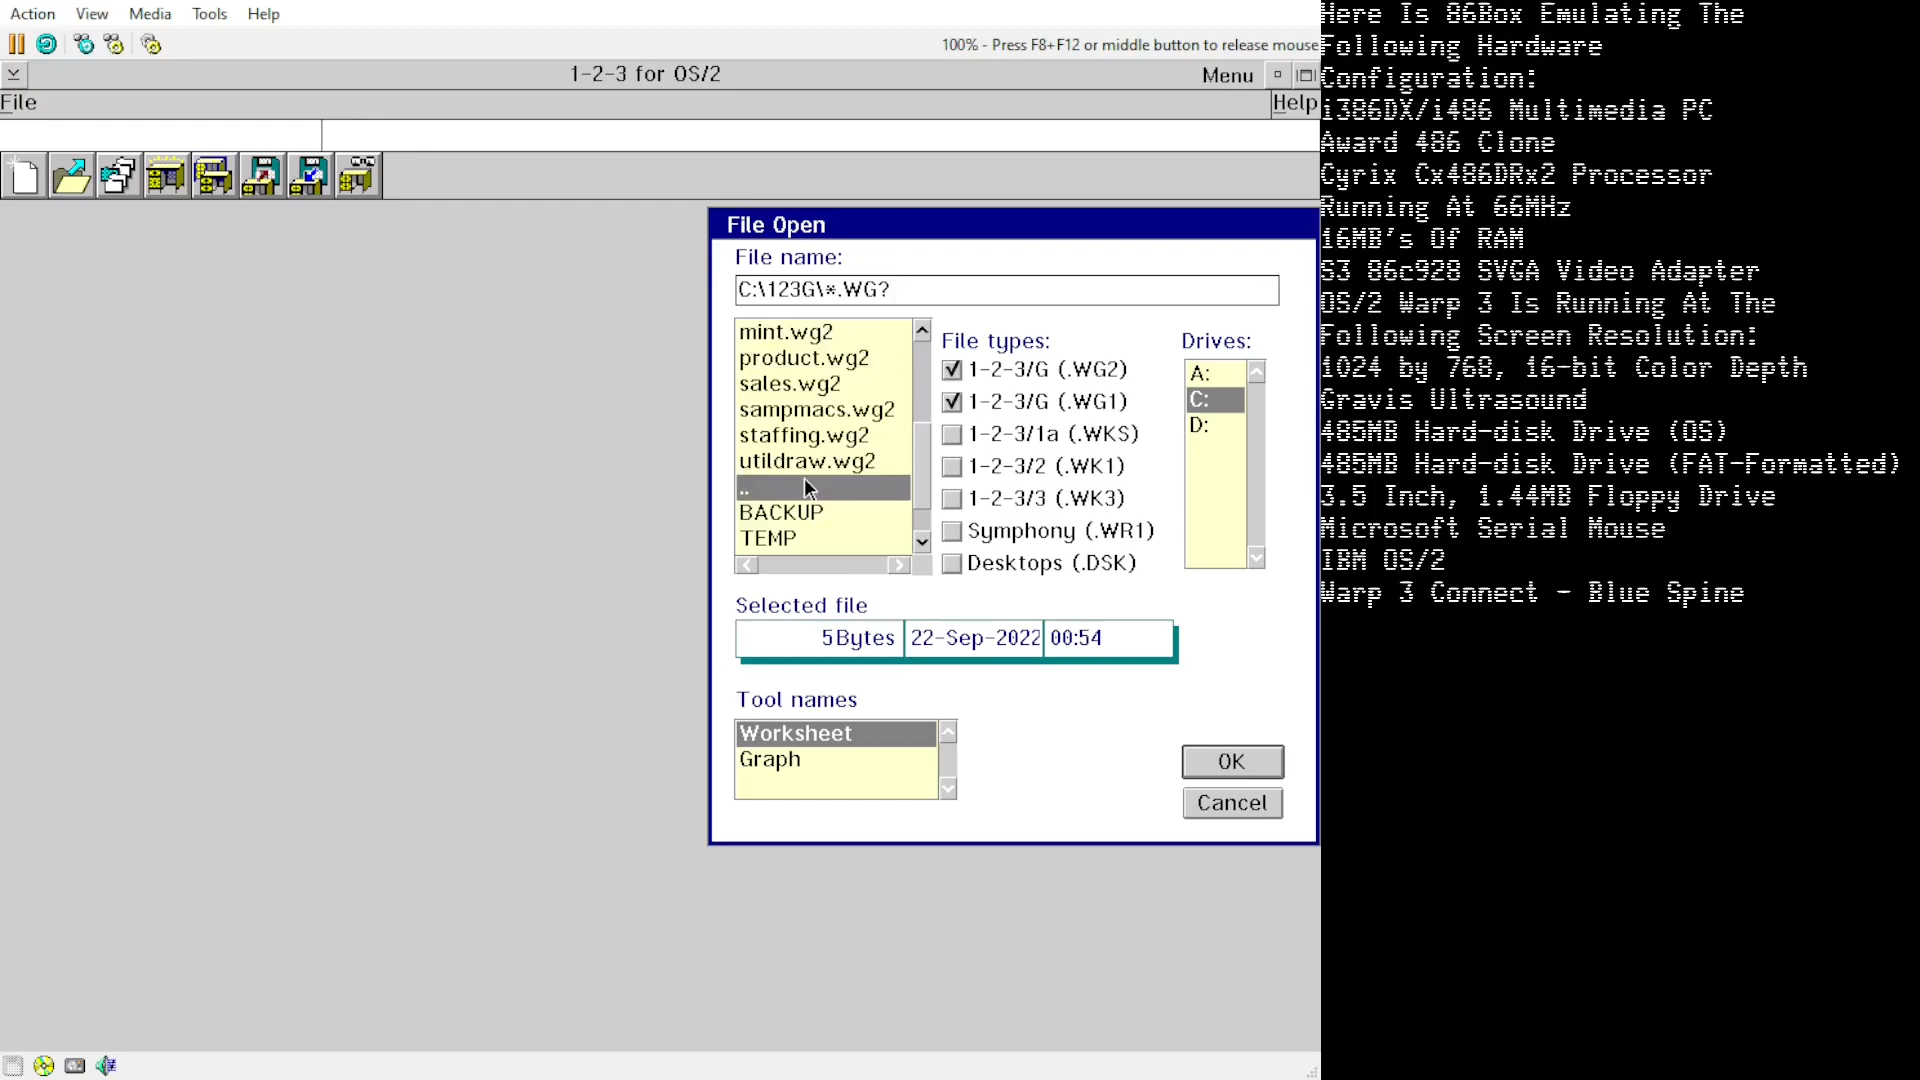 Action View Media Tools Help
100% - Press F8+F12 or middle button to release mouse
1-2-3 for OS/2
Menu
File
Help
File Open
File name:
C:\123G\*.WG?
mint.wg2
product.wg2
sales.wg2
sampmacs.wg2
staffing.wg2
utildraw.wg2
..
BACKUP
TEMP
File types:
1-2-3/G (.WG2)
1-2-3/G (.WG1)
1-2-3/1a (.WKS)
1-2-3/2 (.WK1)
1-2-3/3 (.WK3)
Symphony (.WR1)
Desktops (.DSK)
Drives:
A:
C:
D:
Selected file
5Bytes 22-Sep-2022 00:54
Tool names
Worksheet
Graph
OK
Cancel
Here Is 86Box Emulating The
Following Hardware
Configuration:
i386DX/i486 Multimedia PC
Award 486 Clone
Cyrix Cx486DRx2 Processor
Running At 66MHz
16MB's Of RAM
S3 86c928 SVGA Video Adapter
OS/2 Warp 3 Is Running At The
Following Screen Resolution:
1024 by 768, 16-bit Color Depth
Gravis Ultrasound
485MB Hard-disk Drive (OS)
485MB Hard-disk Drive (FAT-Formatted)
3.5 Inch, 1.44MB Floppy Drive
Microsoft Serial Mouse
IBM OS/2
Warp 3 Connect - Blue Spine